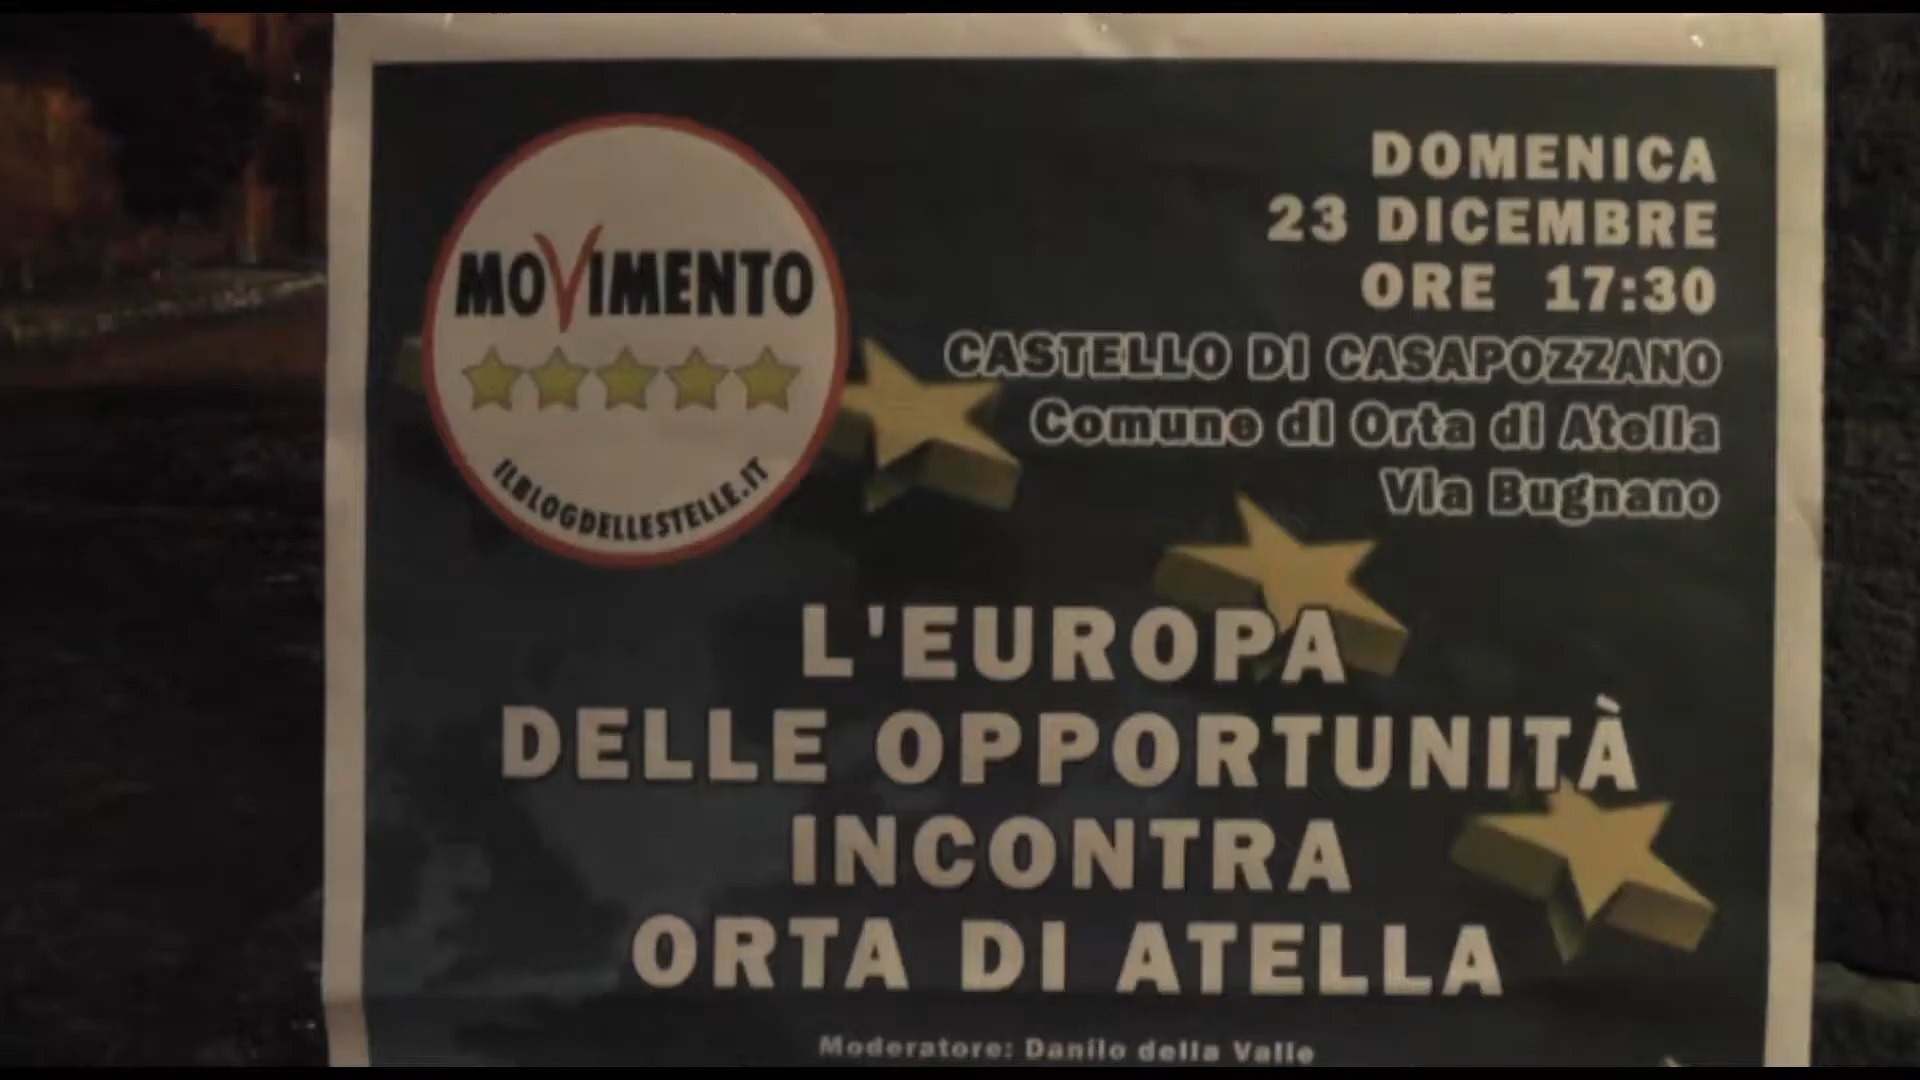 MOVIMENTO
ILBLOGDELLESTELLE.IT
DOMENICA
23 DICEMBRE
ORE 17:30
CASTELLO DI CASAPOZZANO
Comune di Orta di Atella
Via Bugnano
L'EUROPA
DELLE OPPORTUNITÀ
INCONTRA
ORTA DI ATELLA
Moderatore: Danilo della Valle